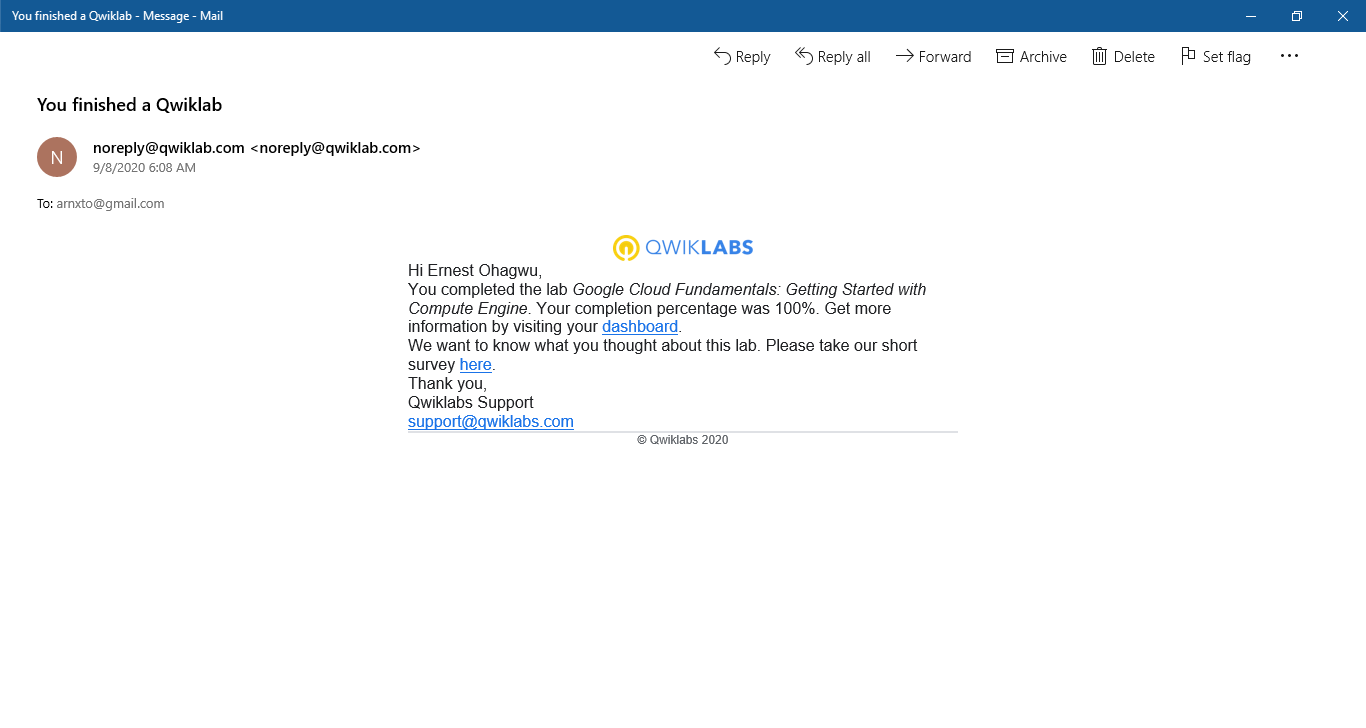 You finished a Qwiklab - Message - Mail
Reply Reply all Forward Archive Delete Set flag
You finished a Qwiklab
N
noreply@qwiklab.com <noreply@qwiklab.com>
9/8/2020 6:08 AM
To: arnxto@gmail.com
QWIKLABS
Hi Ernest Ohagwu,
You completed the lab Google Cloud Fundamentals: Getting Started with
Compute Engine. Your completion percentage was 100%. Get more
information by visiting your dashboard.
We want to know what you thought about this lab. Please take our short
survey here.
Thank you,
Qwiklabs Support
support@qwiklabs.com
© Qwiklabs 2020